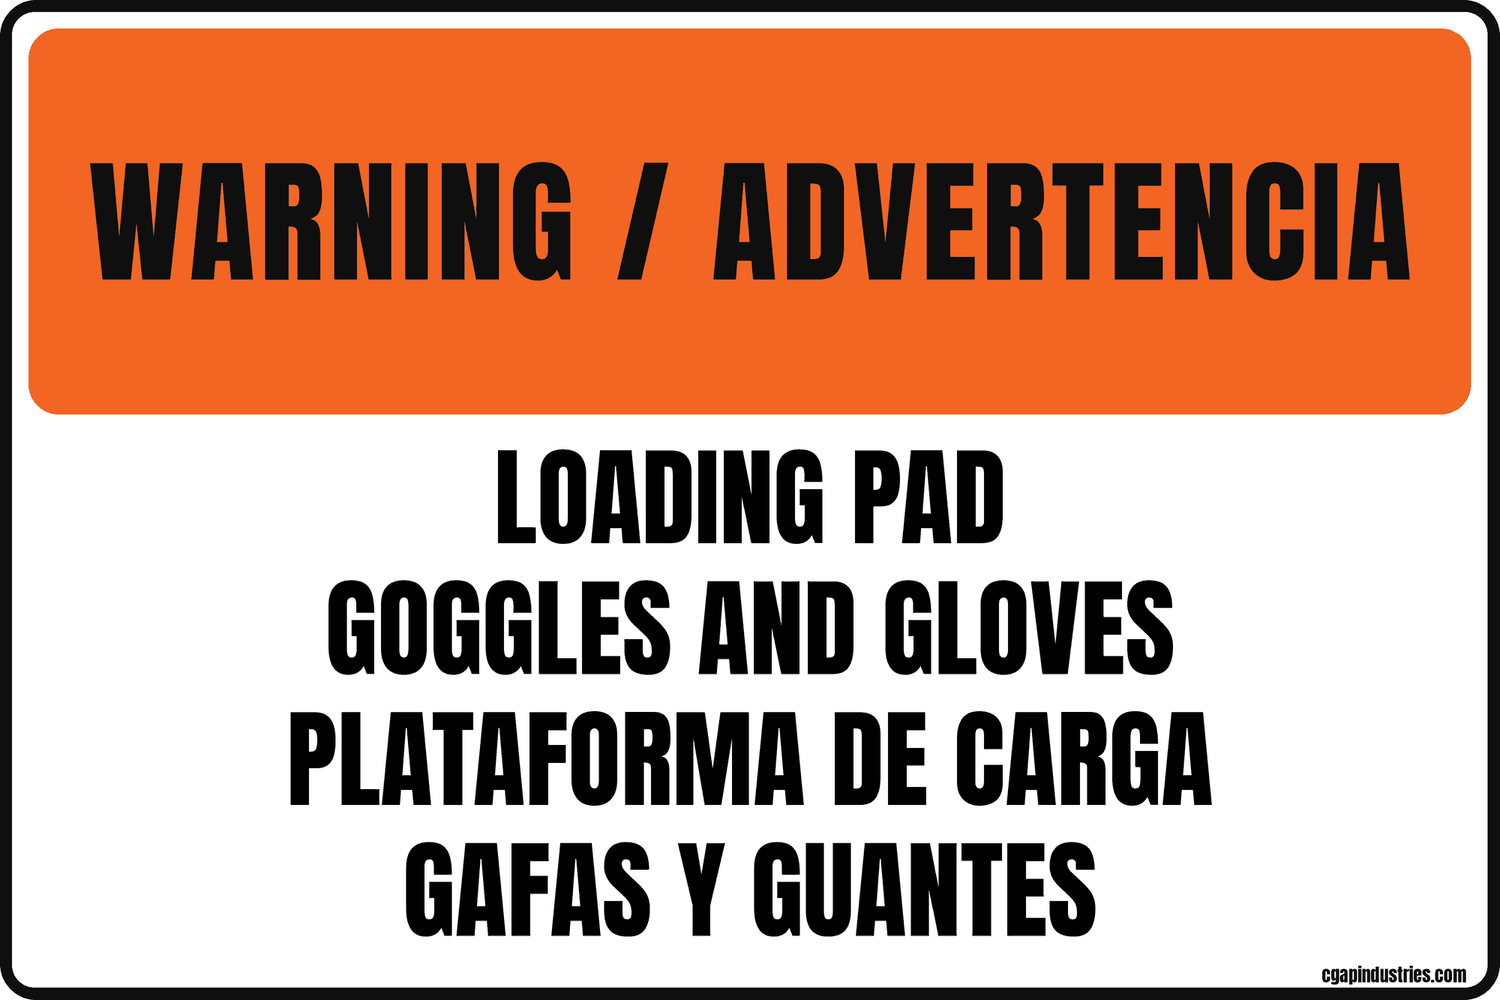 WARNING / ADVERTENCIA
LOADING PAD
GOGGLES AND GLOVES
PLATAFORMA DE CARGA
GAFAS Y GUANTES
cgapindustries.com